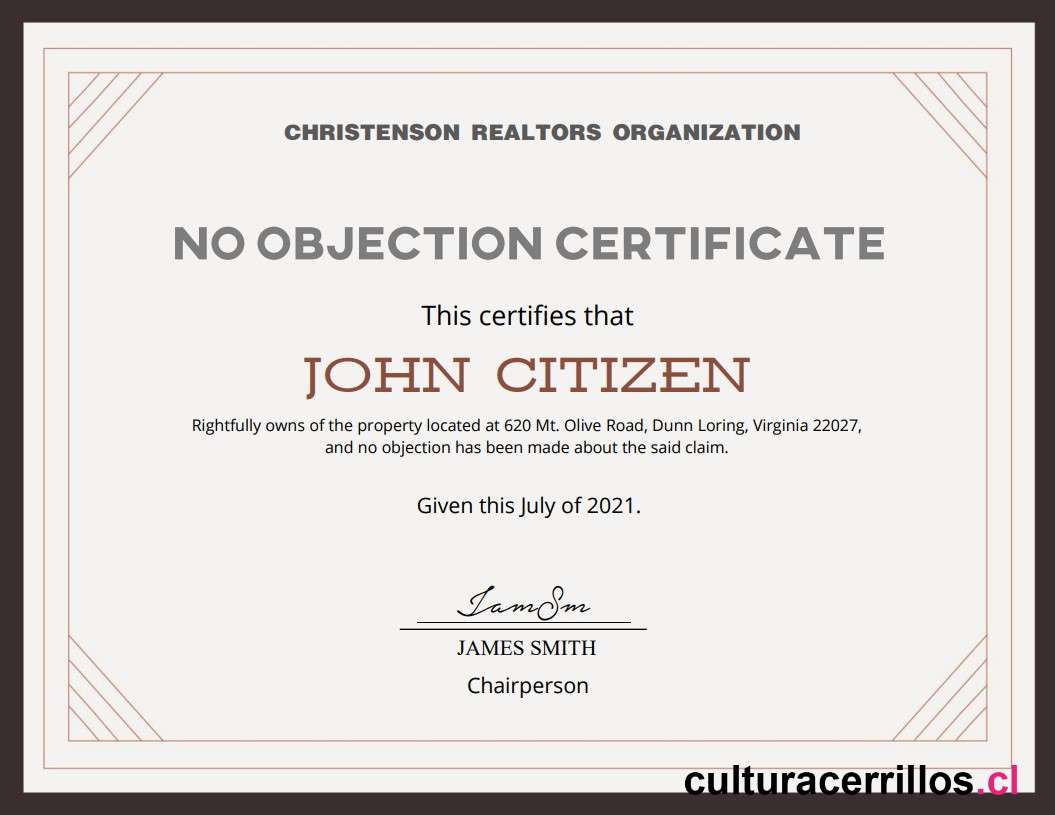 CHRISTENSON REALTORS ORGANIZATION
NO OBJECTION CERTIFICATE
This certifies that
JOHN CITIZEN
Rightfully owns of the property located at 620 Mt. Olive Road, Dunn Loring, Virginia 22027,
and no objection has been made about the said claim.
Given this July of 2021.
JamSm
JAMES SMITH
Chairperson
culturacerrillos.cl